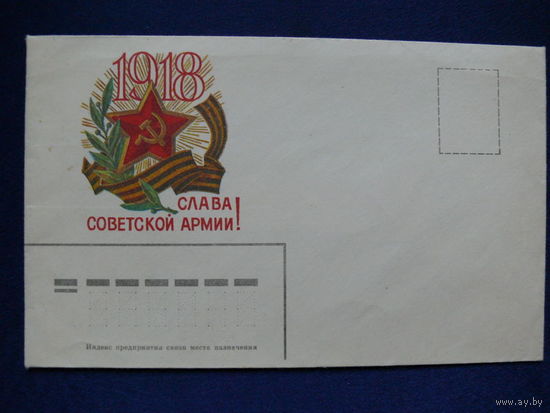 1918
СЛАВА
СОВЕТСКОЙ АРМИИ!
Индекс предприятия связи места назначения
www.ay.by